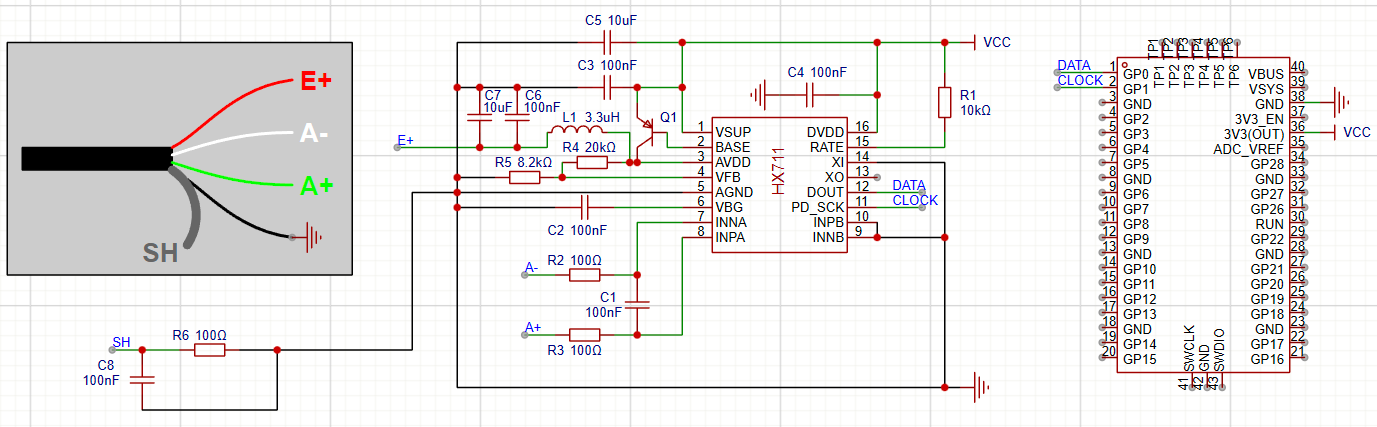 E+
A-
A+
SH
C5 10uF
VCC
C3 100nF
C4 100nF
C7
10uF
C6
100nF
L1 3.3uH
Q1
R1
10kΩ
E+
R4 20kΩ
R5 8.2kΩ
C2 100nF
1 VSUP
2 BASE
3 AVDD
4 VFB
5 AGND
6 VBG
7 INNA
8 INPA
HX711
DVDD 16
RATE 15
XI 14
XO 13
DOUT 12
PD_SCK 11
INPB 10
INNB 9
DATA
CLOCK
A-
R2 100Ω
C1
100nF
A+
R3 100Ω
SH
R6 100Ω
C8
100nF
TP1
TP2
TP3
TP4
TP5
TP6
TP1
TP2
TP3
TP4
TP5
TP6
DATA
CLOCK
1 GP0
2 GP1
3 GND
4 GP2
5 GP3
6 GP4
7 GP5
8 GND
9 GP6
10 GP7
11 GP8
12 GP9
13 GND
14 GP10
15 GP11
16 GP12
17 GP13
18 GND
19 GP14
20 GP15
VBUS 40
VSYS 39
GND 38
3V3_EN 37
3V3(OUT) 36
VCC
ADC_VREF 35
GP28 34
GND 33
GP27 32
GP26 31
RUN 30
GP22 29
GND 28
GP21 27
GP20 26
GP19 25
GP18 24
GND 23
GP17 22
GP16 21
SWCLK
GND
SWDIO
41
42
43